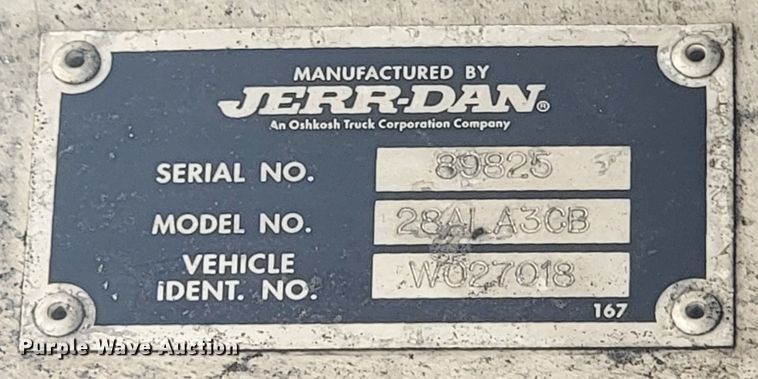 MANUFACTURED BY
JERR-DAN®
An Oshkosh Truck Corporation Company
SERIAL NO. 89825
MODEL NO. 28ALA3CB
VEHICLE
IDENT. NO. W027018
167
Purple Wave Auction